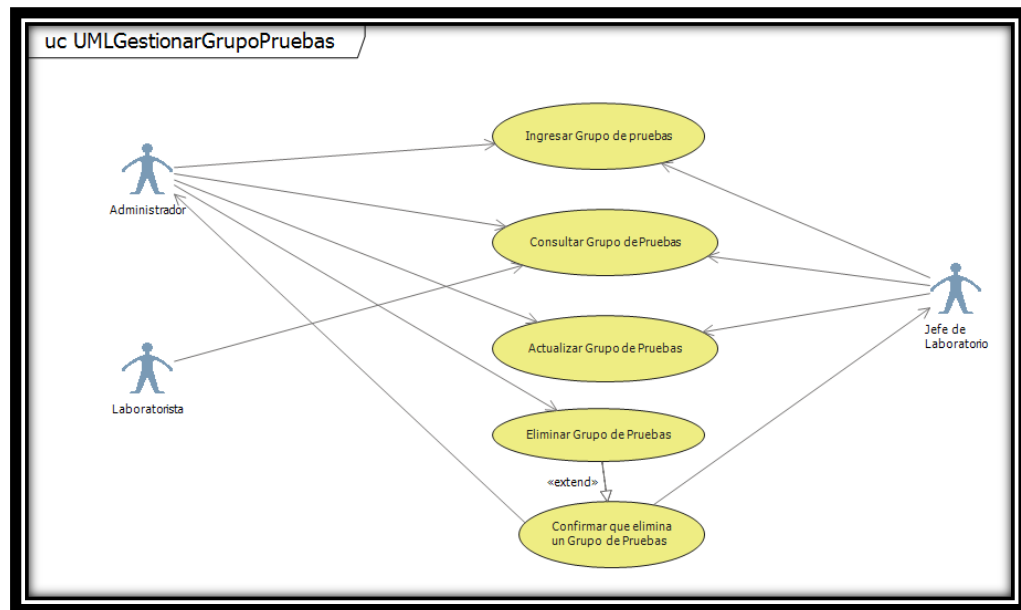 uc UMLGestionarGrupoPruebas
Ingresar Grupo de pruebas
Administrador
Consultar Grupo de Pruebas
Jefe de
Laboratorio
Actualizar Grupo de Pruebas
Laboratorista
Eliminar Grupo de Pruebas
«extend»
Confirmar que elimina
un Grupo de Pruebas